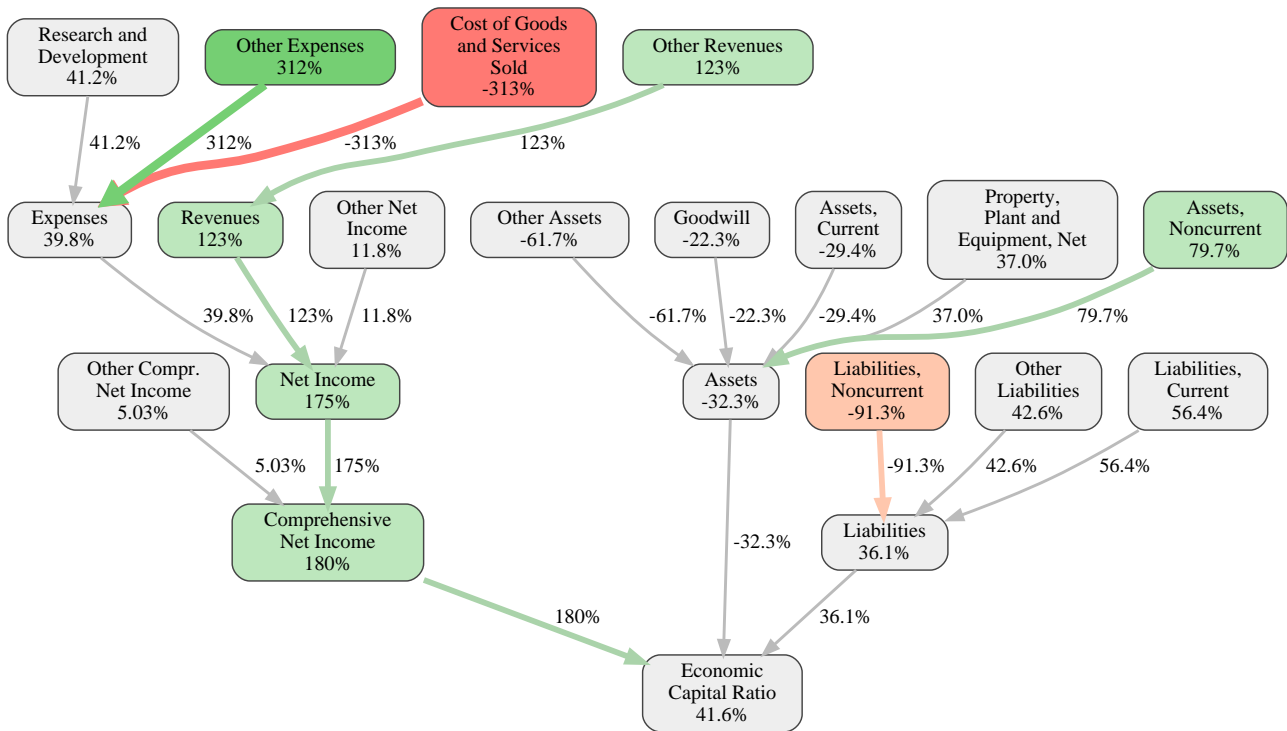 Research and
Development
41.2%
Other Expenses
312%
Cost of Goods
and Services
Sold
-313%
Other Revenues
123%
41.2%
312%
-313%
123%
Expenses
39.8%
Revenues
123%
Other Net
Income
11.8%
Other Assets
-61.7%
Goodwill
-22.3%
Assets,
Current
-29.4%
Property,
Plant and
Equipment, Net
37.0%
Assets,
Noncurrent
79.7%
39.8%
123%
11.8%
-61.7%
-22.3%
-29.4%
37.0%
79.7%
Other Compr.
Net Income
5.03%
Net Income
175%
Assets
-32.3%
Liabilities,
Noncurrent
-91.3%
Other
Liabilities
42.6%
Liabilities,
Current
56.4%
5.03%
175%
-91.3%
42.6%
56.4%
Comprehensive
Net Income
180%
-32.3%
Liabilities
36.1%
180%
36.1%
Economic
Capital Ratio
41.6%